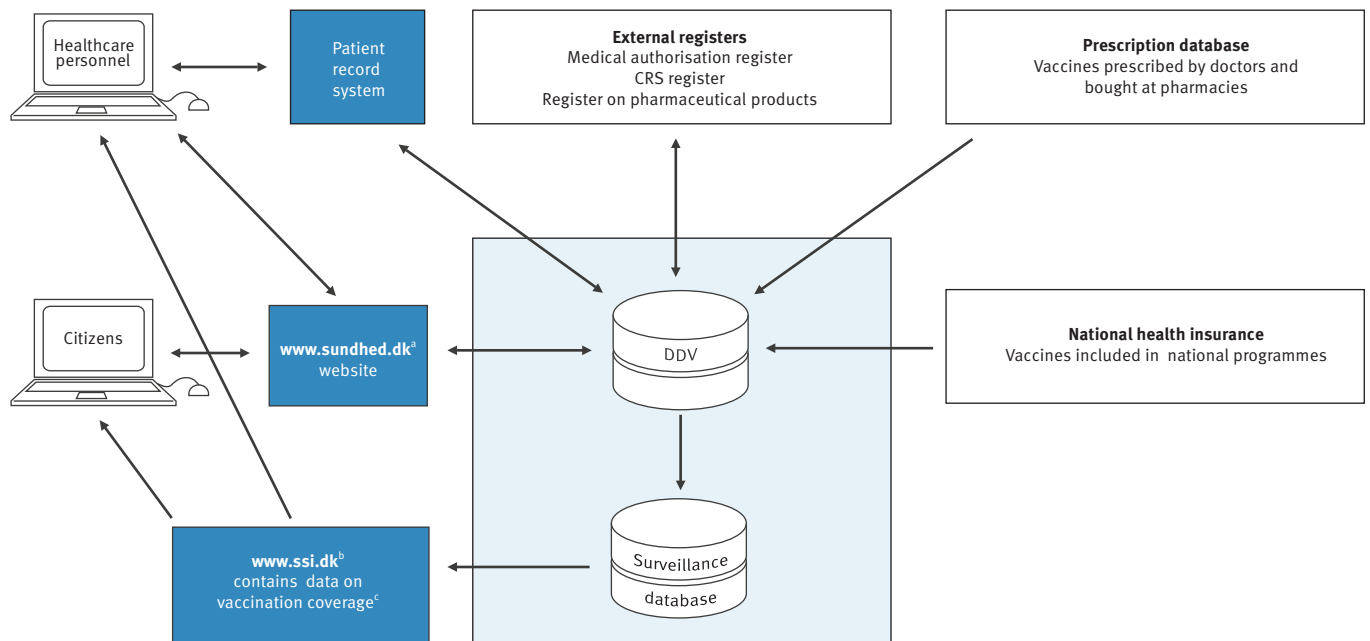 Healthcare
personnel
Patient
record
system
External registers
Medical authorisation register
CRS register
Register on pharmaceutical products
Prescription database
Vaccines prescribed by doctors and
bought at pharmacies
Citizens
www.sundhed.dkᵃ
website
DDV
National health insurance
Vaccines included in national programmes
www.ssi.dkᵇ
contains data on
vaccination coverageᶜ
Surveillance
database